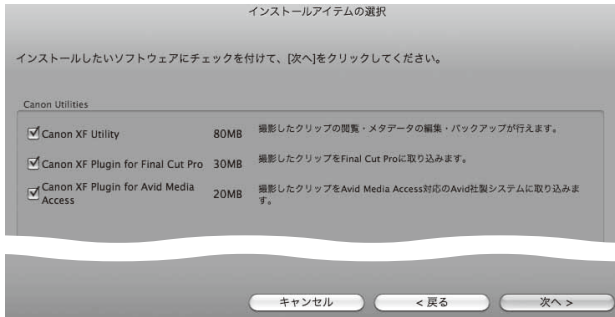 インストールアイテムの選択
インストールしたいソフトウェアにチェックを付けて、[次へ]をクリックしてください。
Canon Utilities
Canon XF Utility 80MB 撮影したクリップの閲覧・メタデータの編集・バックアップが行えます。
Canon XF Plugin for Final Cut Pro 30MB 撮影したクリップをFinal Cut Proに取り込みます。
Canon XF Plugin for Avid Media Access 20MB 撮影したクリップをAvid Media Access対応のAvid社製システムに取り込みま
す。
キャンセル < 戻る 次へ >